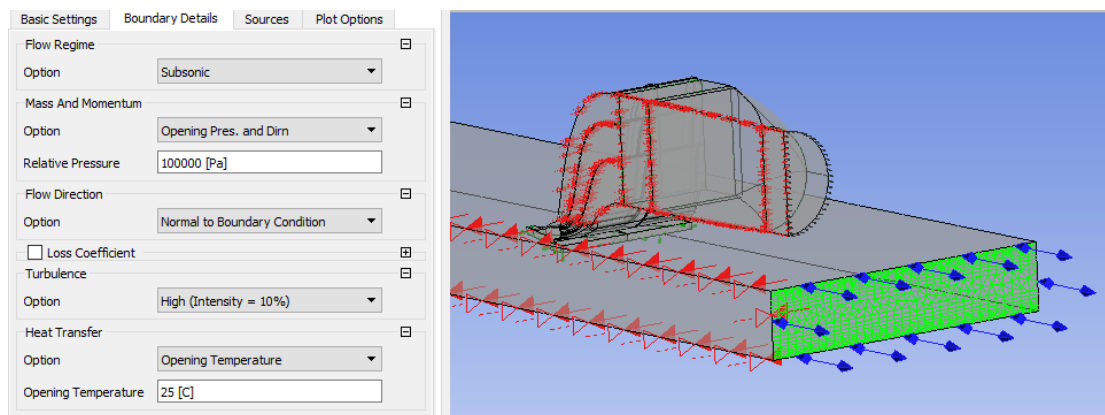 Basic Settings Boundary Details Sources Plot Options
Flow Regime
Option Subsonic
Mass And Momentum
Option Opening Pres. and Dirn
Relative Pressure 100000 [Pa]
Flow Direction
Option Normal to Boundary Condition
Loss Coefficient
Turbulence
Option High (Intensity = 10%)
Heat Transfer
Option Opening Temperature
Opening Temperature 25 [C]